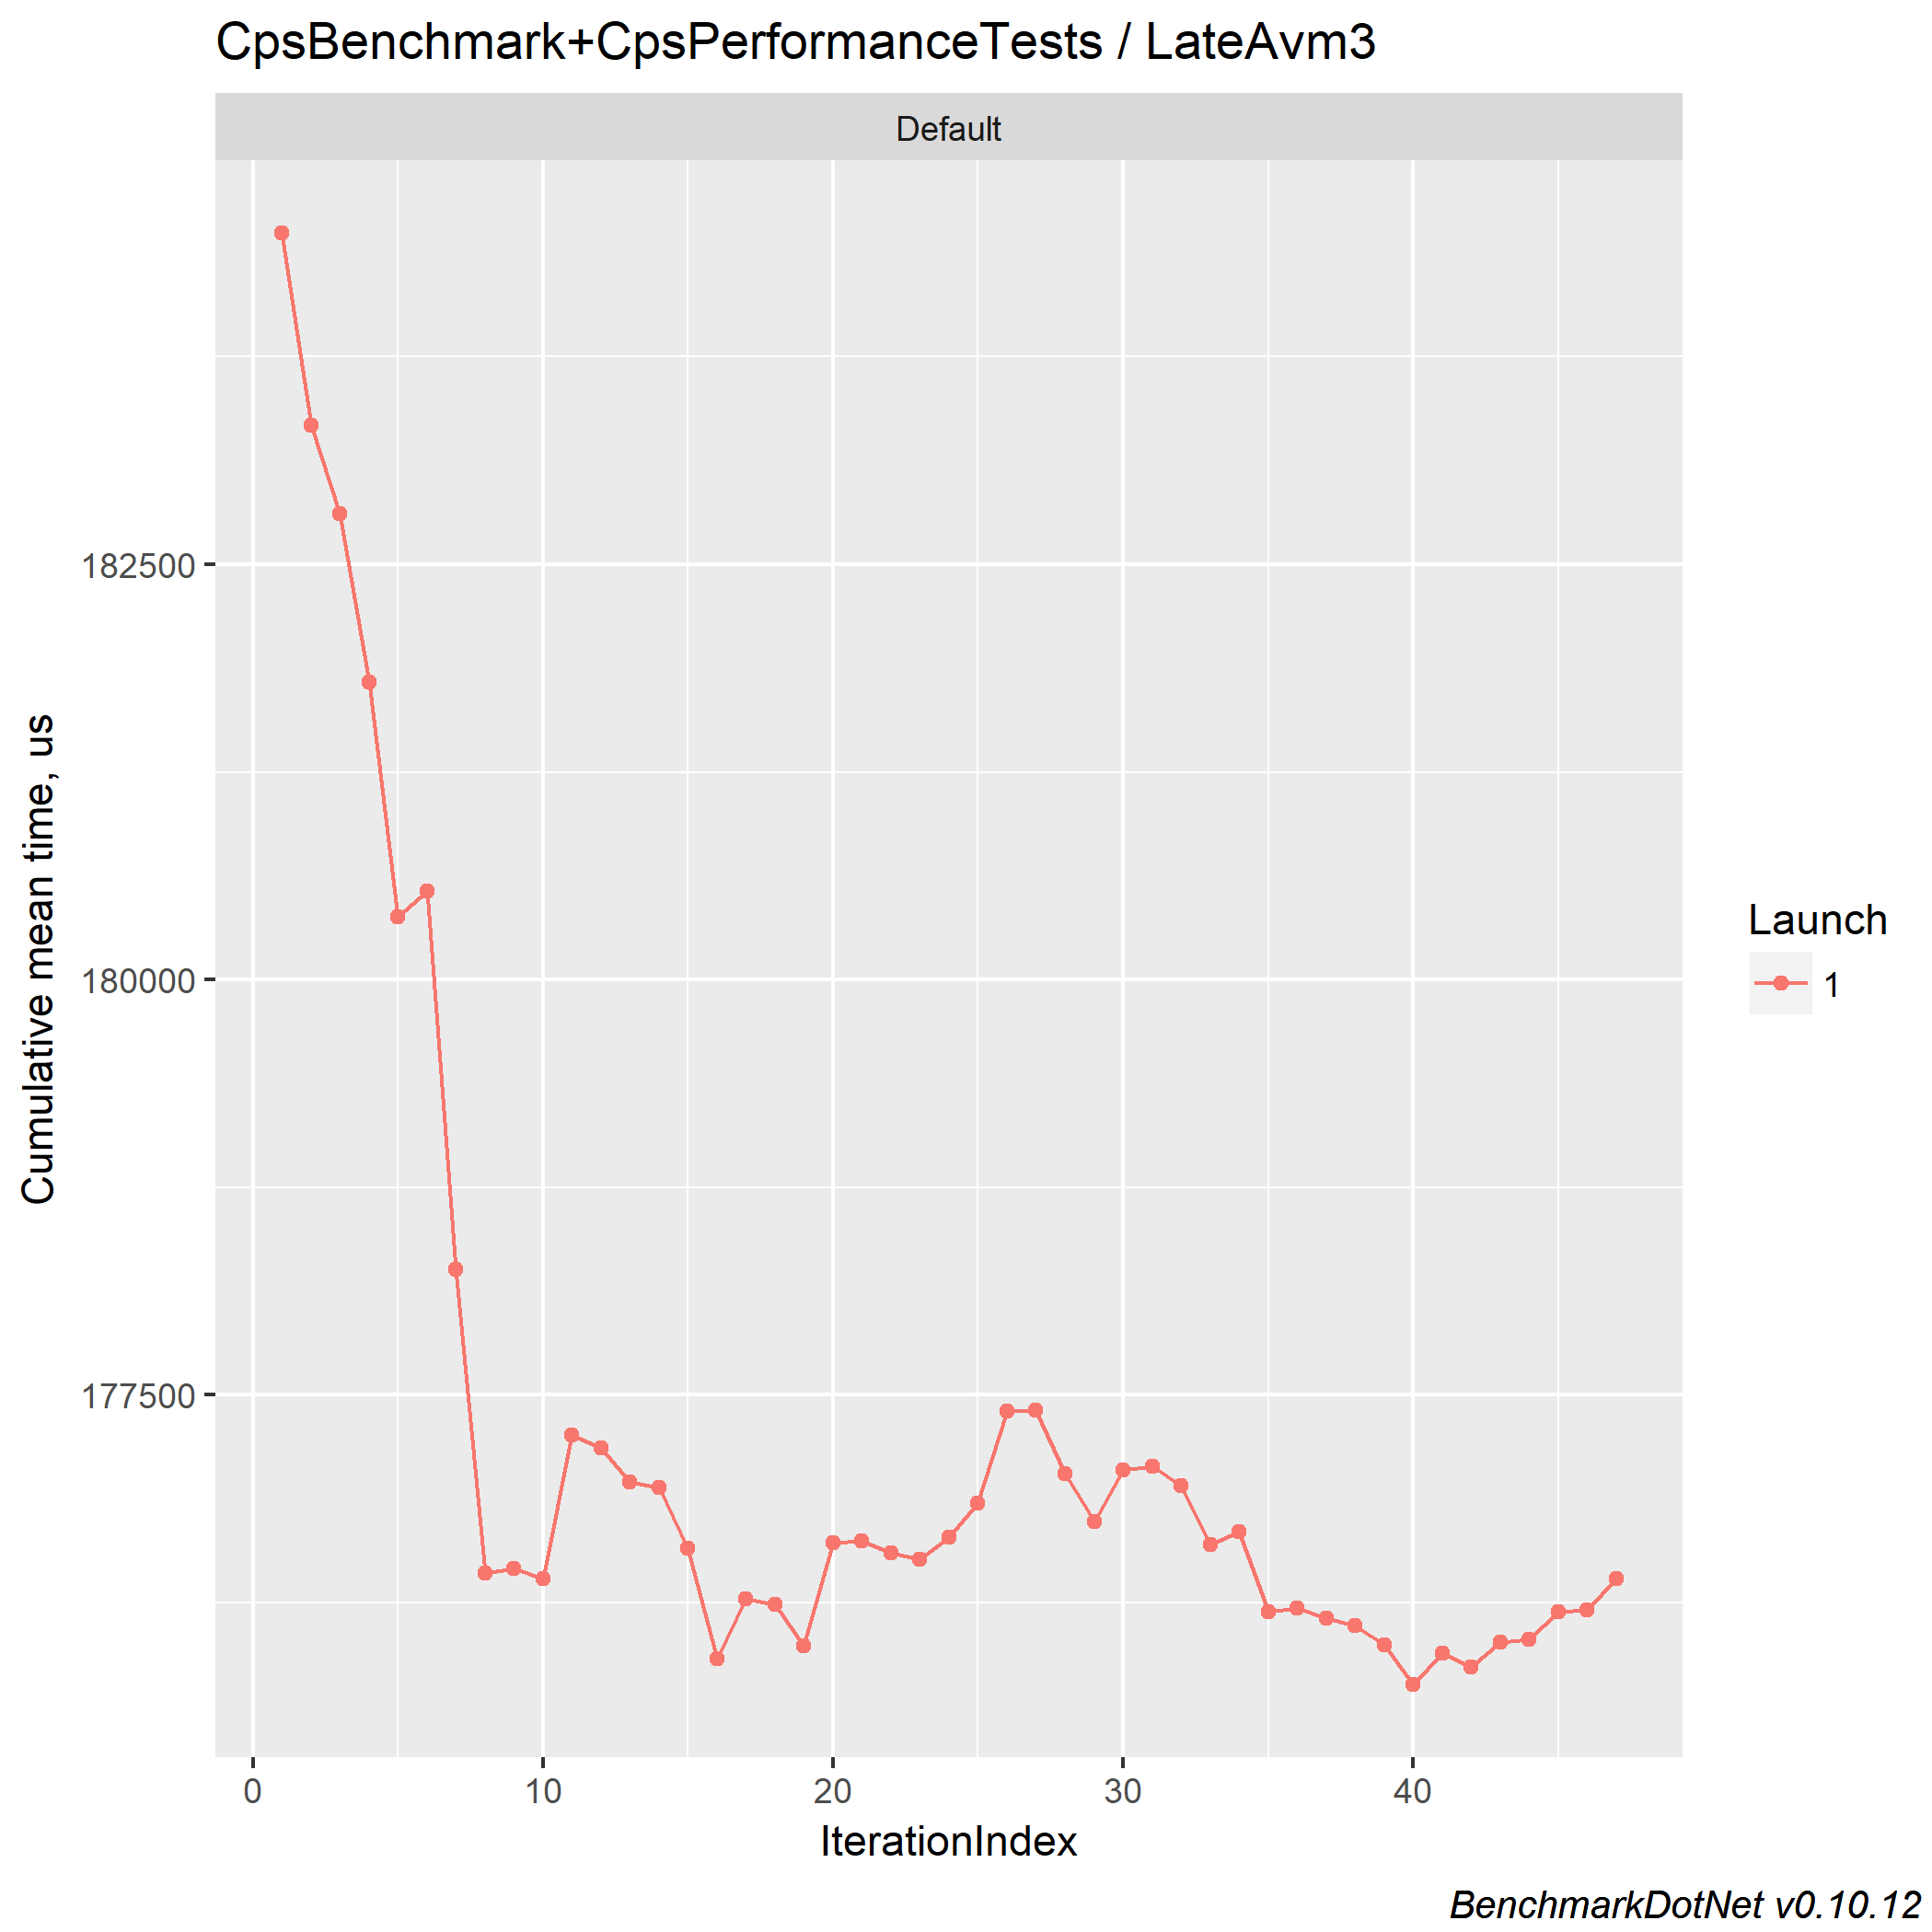 CpsBenchmark+CpsPerformanceTests / LateAvm3
Default
182500
180000
177500
Cumulative mean time, us
0 10 20 30 40
IterationIndex
Launch
1
BenchmarkDotNet v0.10.12